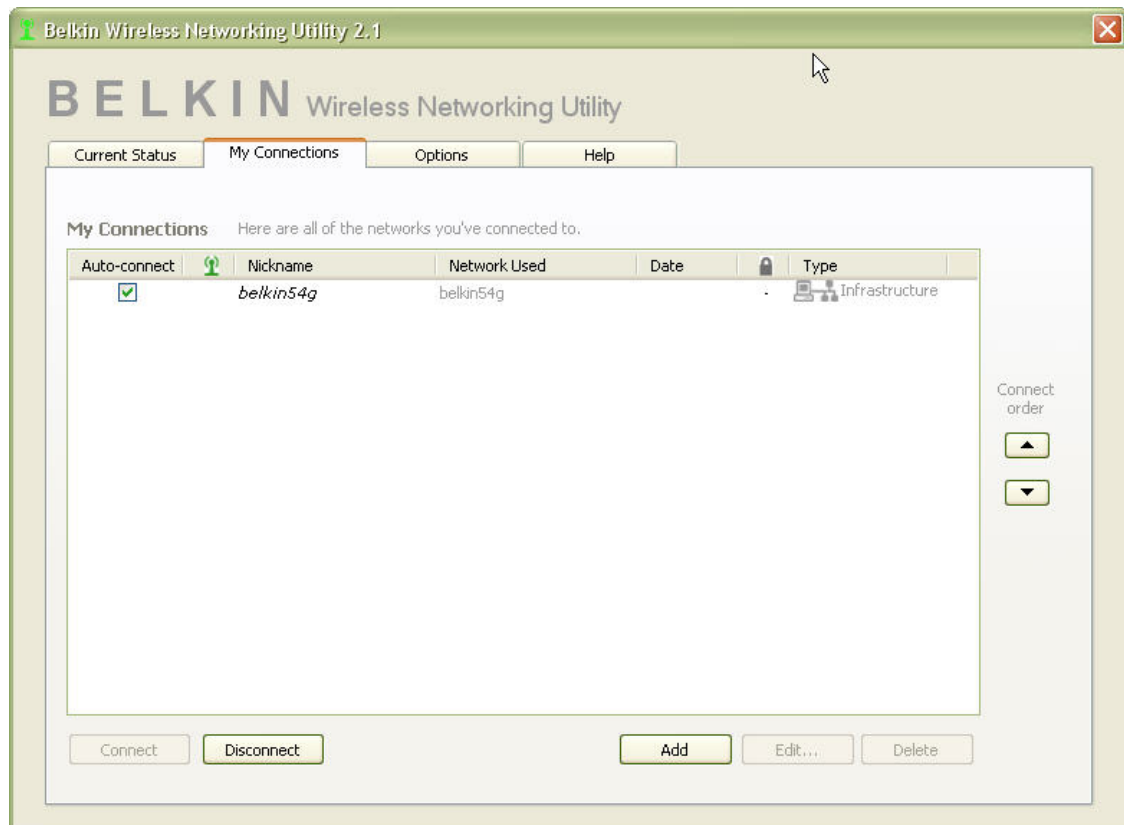 Belkin Wireless Networking Utility 2.1
BELKIN Wireless Networking Utility
Current Status My Connections Options Help
My Connections Here are all of the networks you've connected to.
Auto-connect Nickname Network Used Date Type
belkin54g belkin54g - Infrastructure
Connect
order
Connect Disconnect Add Edit... Delete